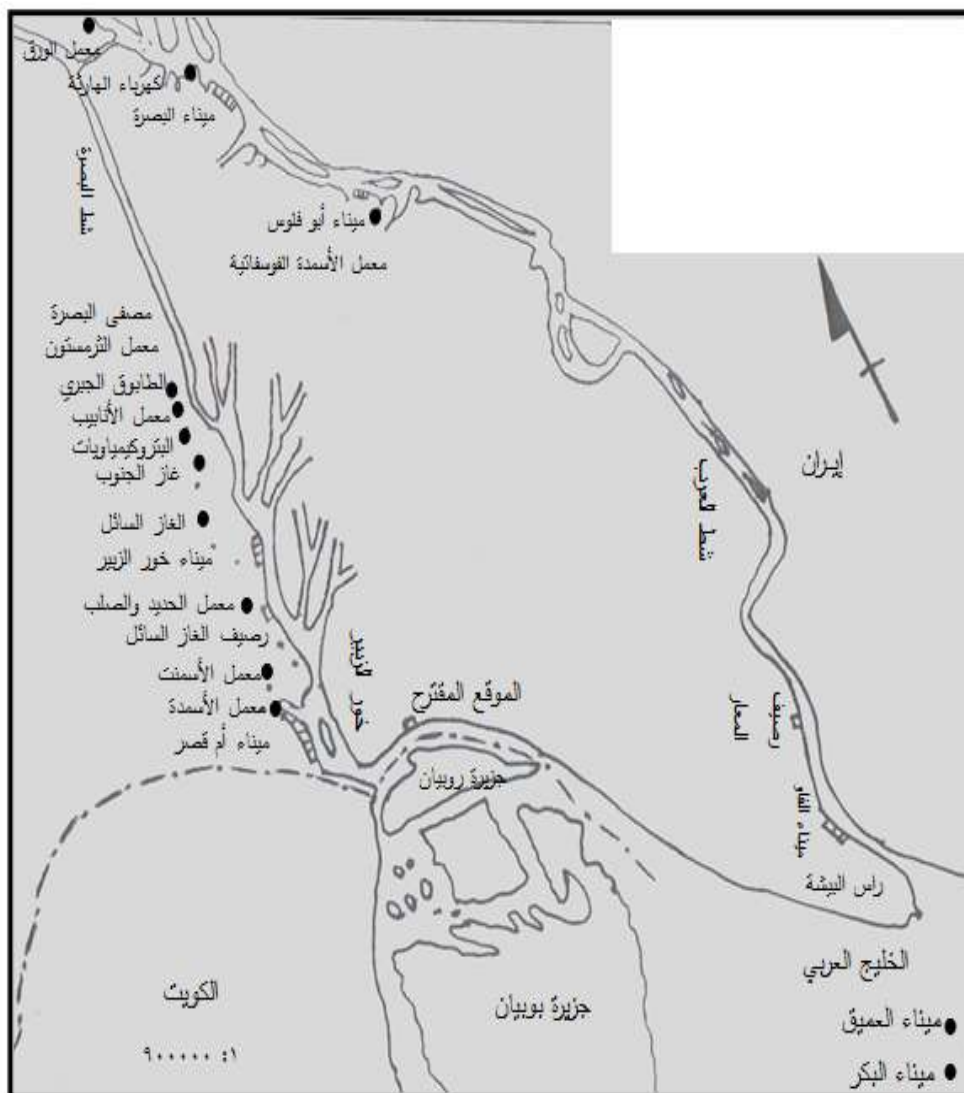 معمل الورق
كهرباء الهارثة
ميناء البصرة
شط البصرة
ميناء أبو فلوس
معمل الأسمدة الفوسفاتية
مصفى البصرة
معمل الثرمستون
الطابوق الجيري
معمل الأنابيب
البتروكيمياويات
غاز الجنوب
الغاز السائل
ميناء خور الزبير
معمل الحديد والصلب
رصيف الغاز السائل
معمل الأسمنت
معمل الأسمدة
ميناء أم قصر
خور الزبير
الموقع المقترح
جزيرة روبيان
إيران
شط العرب
رصيف
المعار
ميناء الفاو
راس البيشة
الخليج العربي
ميناء العميق
ميناء البكر
الكويت
جزيرة بوبيان
١: ٩٠٠٠٠٠